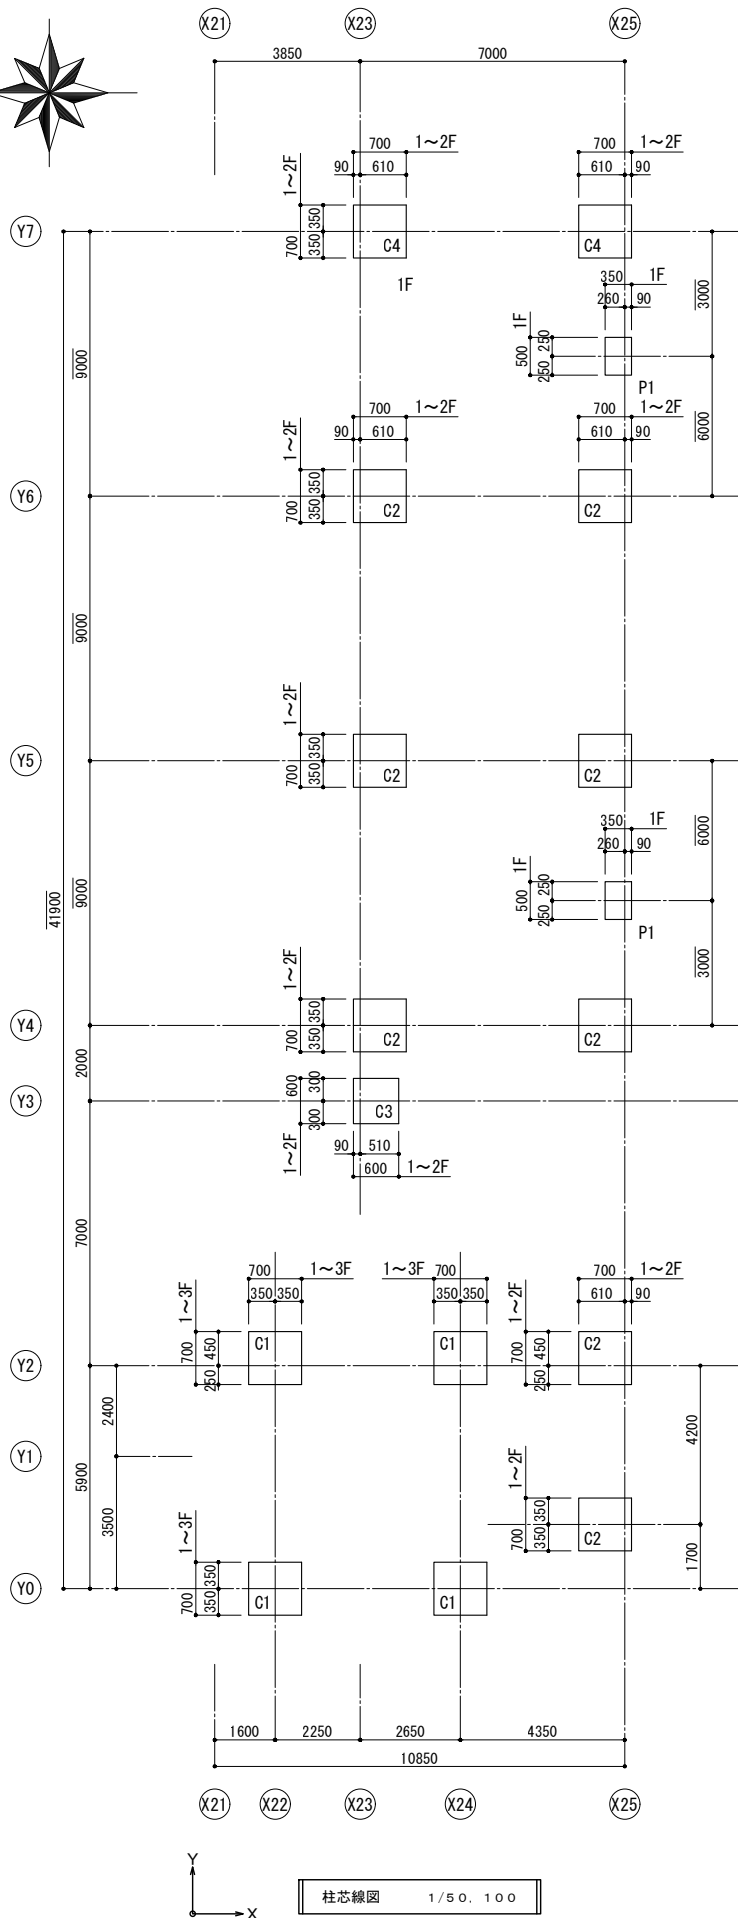 X21 X23 X25
3850 7000
700 1～2F 700 1～2F
90 610 610 90
1～2F
Y7
700 350 350
C4 C4
1F
350 1F
260 90
3000
1F
500 250 250
P1
9000
6000
700 1～2F 700 1～2F
90 610 610 90
1～2F
Y6
700 350 350
C2 C2
9000
1～2F
Y5
700 350 350
C2 C2
350 1F
260 90
6000
1F
500 250 250
P1
41900
9000
3000
1～2F
Y4
700 350 350
C2 C2
2000
Y3
600 300 300
C3
1～2F
90 510
600 1～2F
7000
700 1～3F 1～3F 700 700 1～2F
350 350 350 350 610 90
1～3F 1～2F
Y2
700 450 250
C1 C1
700 450 250
C2
2400
4200
Y1
5900
3500
1～2F
700 350 350
C2
1700
1～3F
Y0
700 350 350
C1 C1
1600 2250 2650 4350
10850
X21 X22 X23 X24 X25
Y
X
柱芯線図 1/50, 100